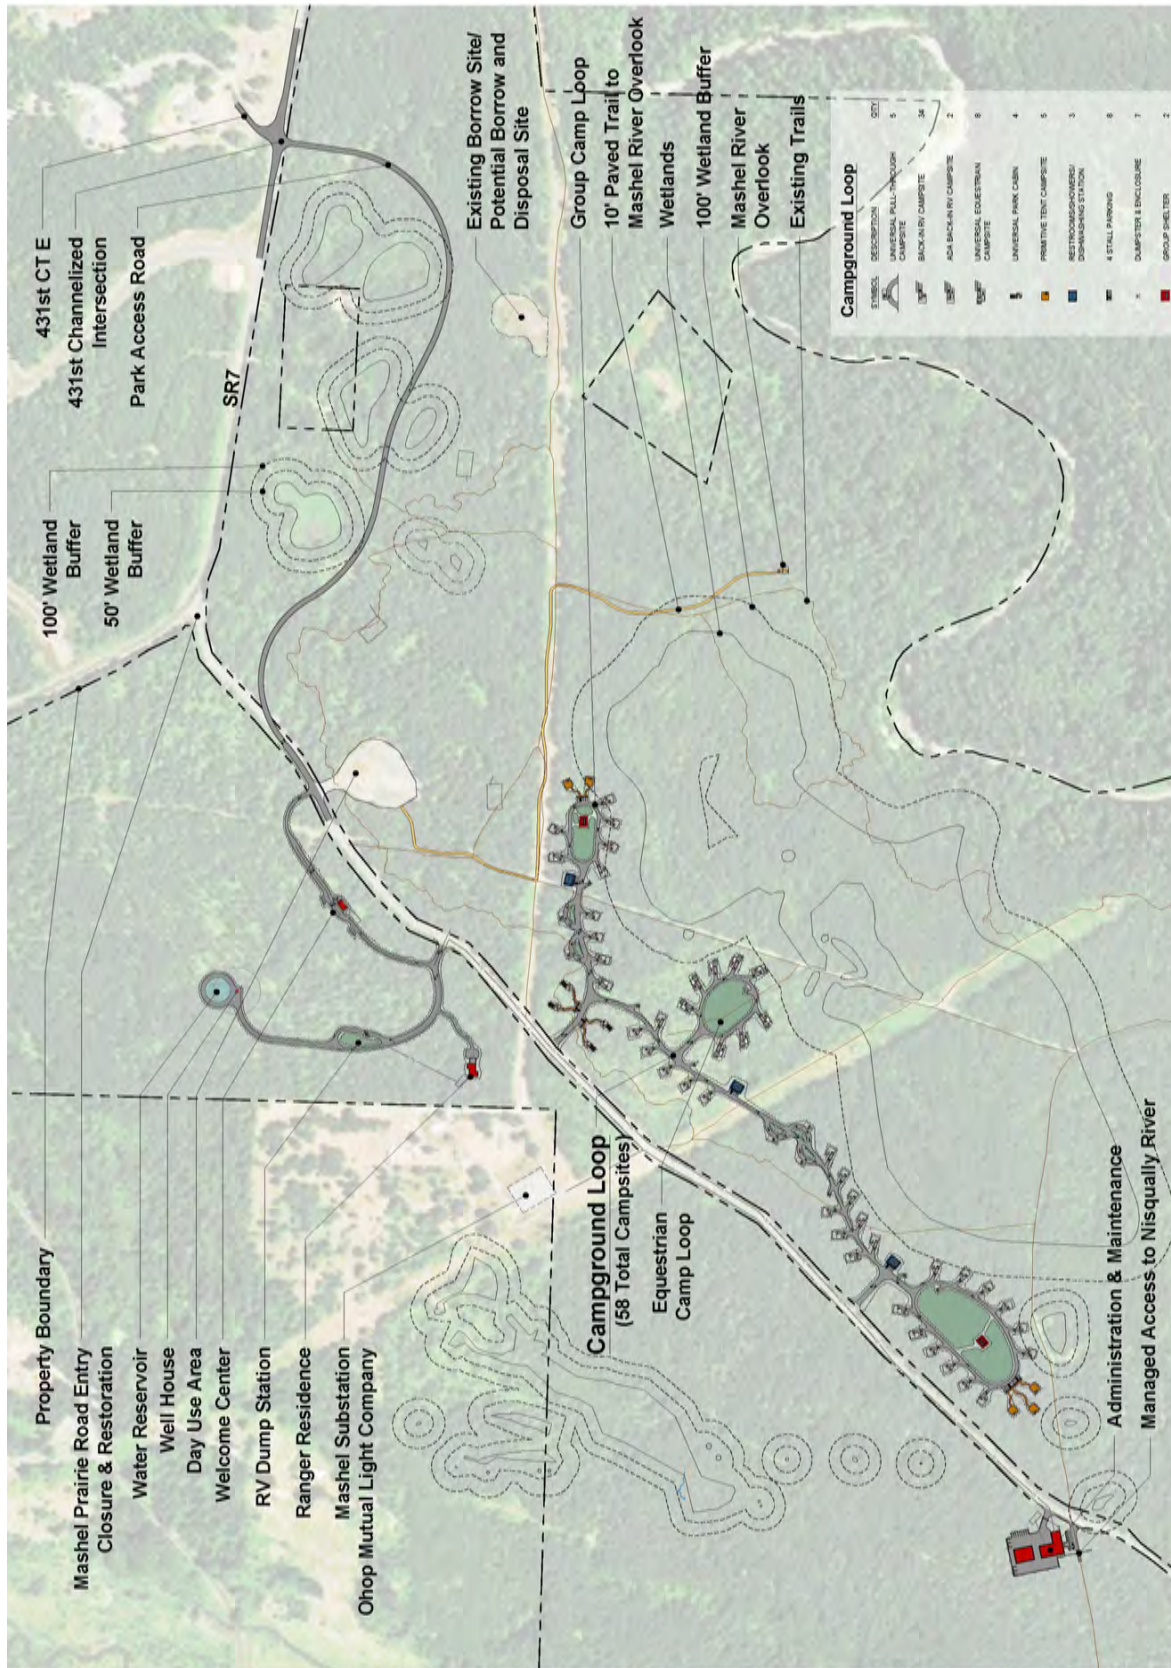 431st CT E
431st Channelized
Intersection
Park Access Road
SR7
100' Wetland
Buffer
50' Wetland
Buffer
Property Boundary
Mashel Prairie Road Entry
Closure & Restoration
Water Reservoir
Well House
Day Use Area
Welcome Center
RV Dump Station
Ranger Residence
Mashel Substation
Ohop Mutual Light Company
Existing Borrow Site/
Potential Borrow and
Disposal Site
Group Camp Loop
10' Paved Trail to
Mashel River Overlook
Wetlands
100' Wetland Buffer
Mashel River
Overlook
Existing Trails
Campground Loop
(58 Total Campsites)
Equestrian
Camp Loop
Administration & Maintenance
Managed Access to Nisqually River
Campground Loop
SYMBOL DESCRIPTION QTY
UNIVERSAL PULL-THROUGH
CAMPSITE 5
BACK-IN RV CAMPSITE 34
ADA BACK-IN RV CAMPSITE 2
UNIVERSAL EQUESTRIAN
CAMPSITE 8
UNIVERSAL PARK CABIN 4
PRIMITIVE TENT CAMPSITE 5
RESTROOMS/SHOWERS/
DISHWASHING STATION 3
4 STALL PARKING 8
DUMPSTER & ENCLOSURE 7
GROUP SHELTER 2